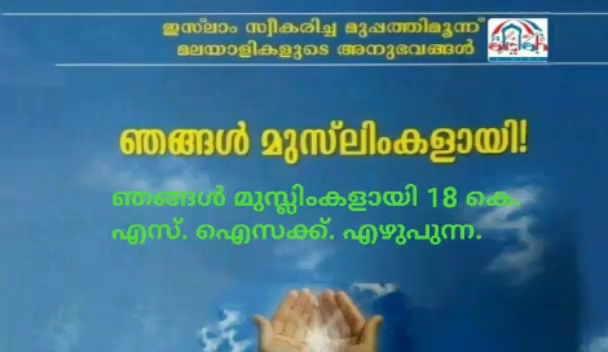 ഇസ്‌ലാം സ്വീകരിച്ച മുപ്പത്തിമൂന്ന്
മലയാളികളുടെ അനുഭവങ്ങൾ
ഞങ്ങൾ മുസ്‌ലിംകളായി!
ഞങ്ങൾ മുസ്ലിംകളായി 18 കെ.
എസ്. ഐസക്ക്. എഴുപുന്ന.